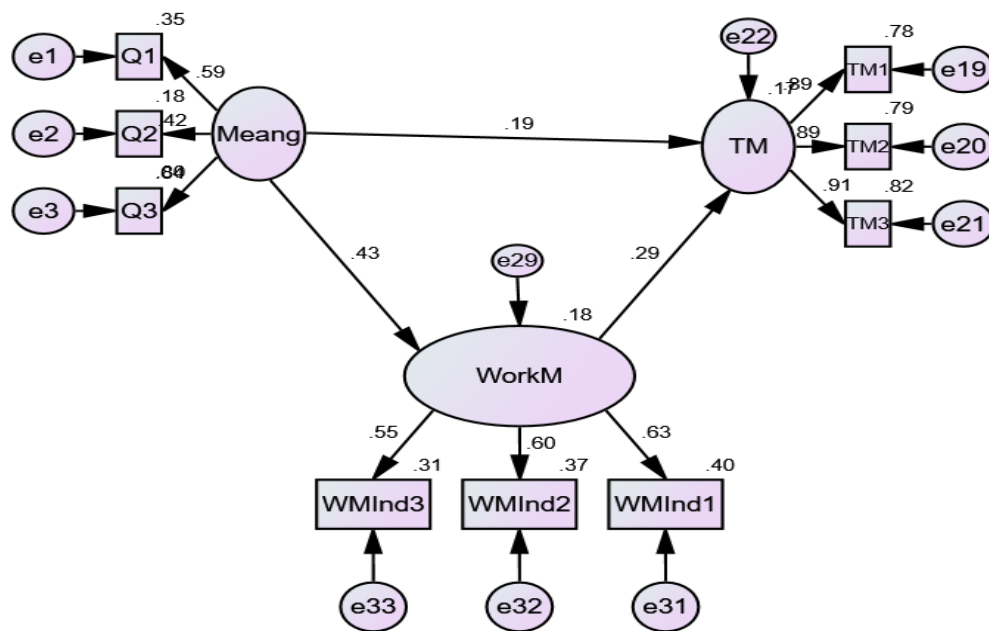 .35
e1
Q1
.59
.18
e2
Q2
.42
Meang
e3
Q3
.19
.43
e22
.17
.89
TM
.78
TM1
e19
.79
.89
TM2
e20
.91
.82
TM3
e21
.29
e29
.18
WorkM
.55
.60
.63
.31
.37
.40
WMInd3
WMInd2
WMInd1
e33
e32
e31